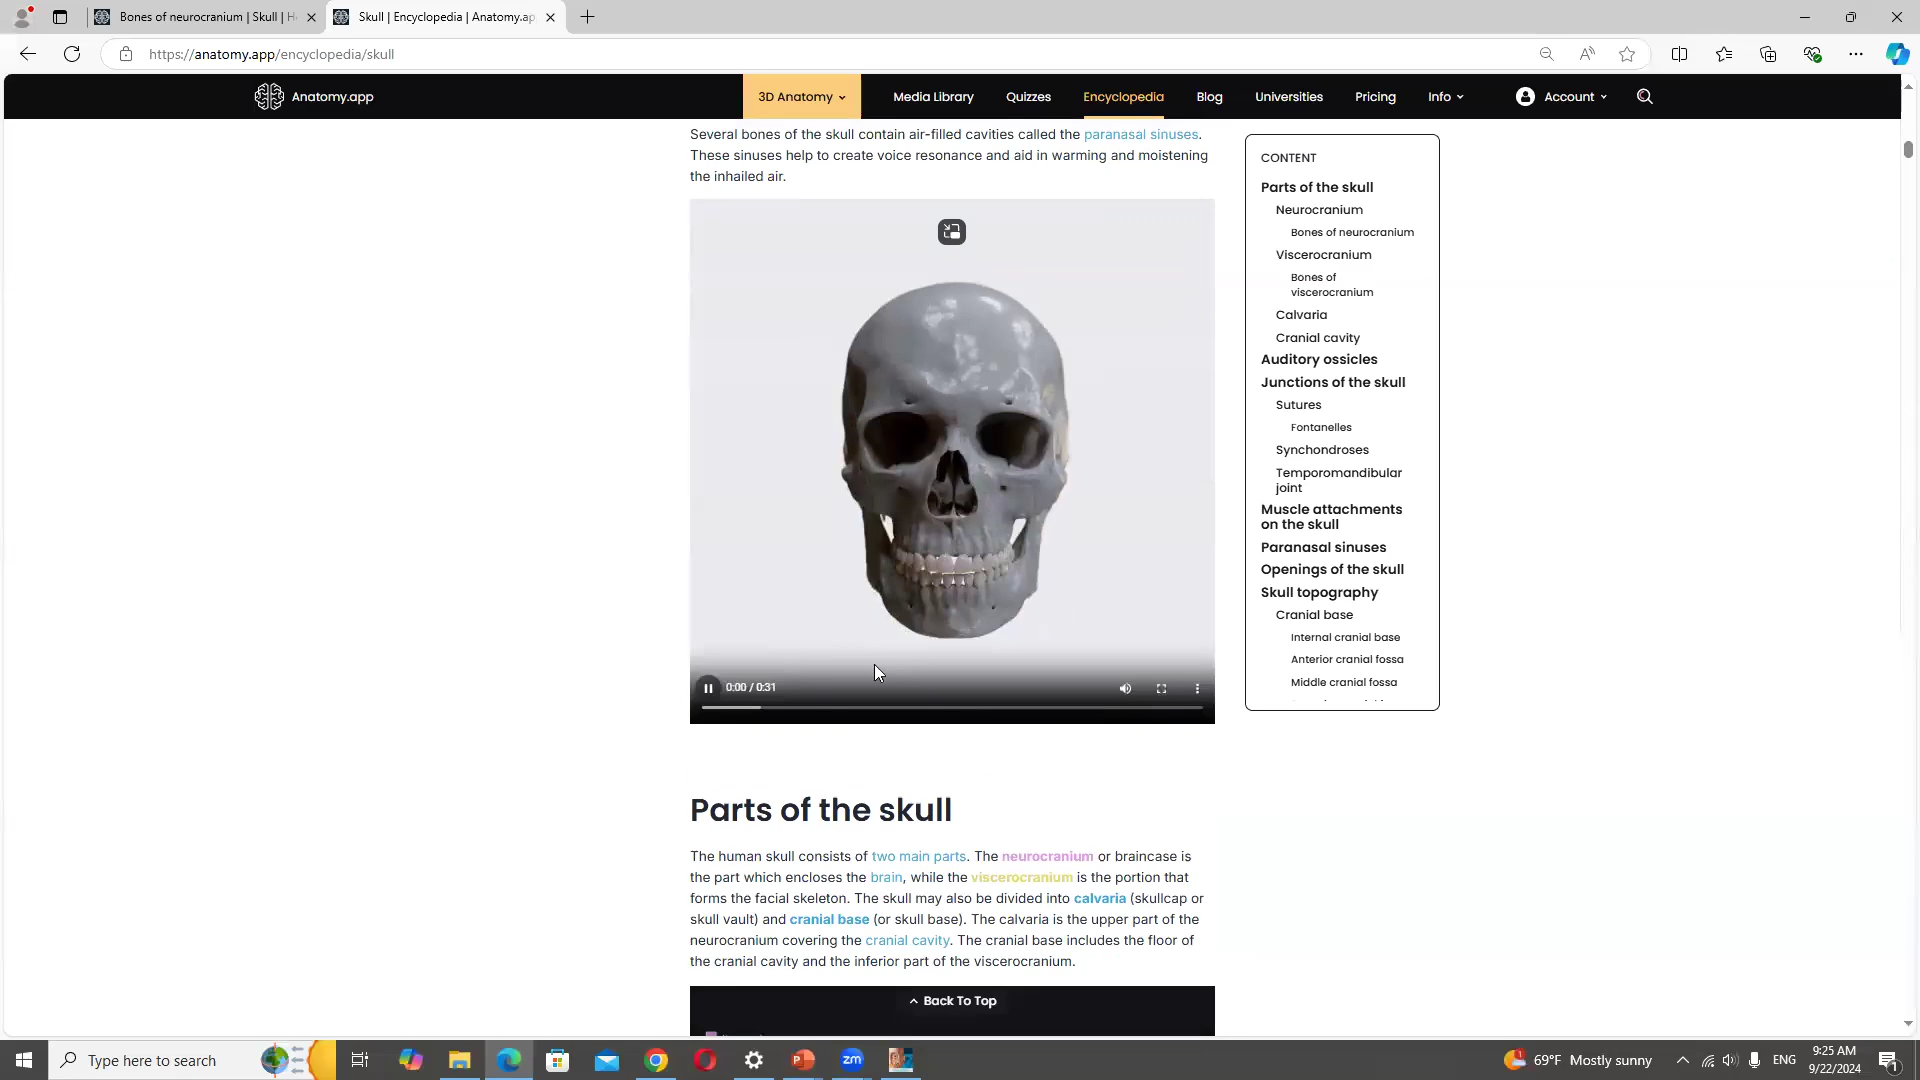 Bones of neurocranium | Skull | H
Skull | Encyclopedia | Anatomy.ap
https://anatomy.app/encyclopedia/skull
Anatomy.app
3D Anatomy
Media Library
Quizzes
Encyclopedia
Blog
Universities
Pricing
Info
Account
Several bones of the skull contain air-filled cavities called the paranasal sinuses.
These sinuses help to create voice resonance and aid in warming and moistening
the inhailed air.
0:00 / 0:31
CONTENT
Parts of the skull
Neurocranium
Bones of neurocranium
Viscerocranium
Bones of
viscerocranium
Calvaria
Cranial cavity
Auditory ossicles
Junctions of the skull
Sutures
Fontanelles
Synchondroses
Temporomandibular
joint
Muscle attachments
on the skull
Paranasal sinuses
Openings of the skull
Skull topography
Cranial base
Internal cranial base
Anterior cranial fossa
Middle cranial fossa
Parts of the skull
The human skull consists of two main parts. The neurocranium or braincase is
the part which encloses the brain, while the viscerocranium is the portion that
forms the facial skeleton. The skull may also be divided into calvaria (skullcap or
skull vault) and cranial base (or skull base). The calvaria is the upper part of the
neurocranium covering the cranial cavity. The cranial base includes the floor of
the cranial cavity and the inferior part of the viscerocranium.
Back To Top
Type here to search
zm
69°F Mostly sunny
ENG
9:25 AM
9/22/2024
1